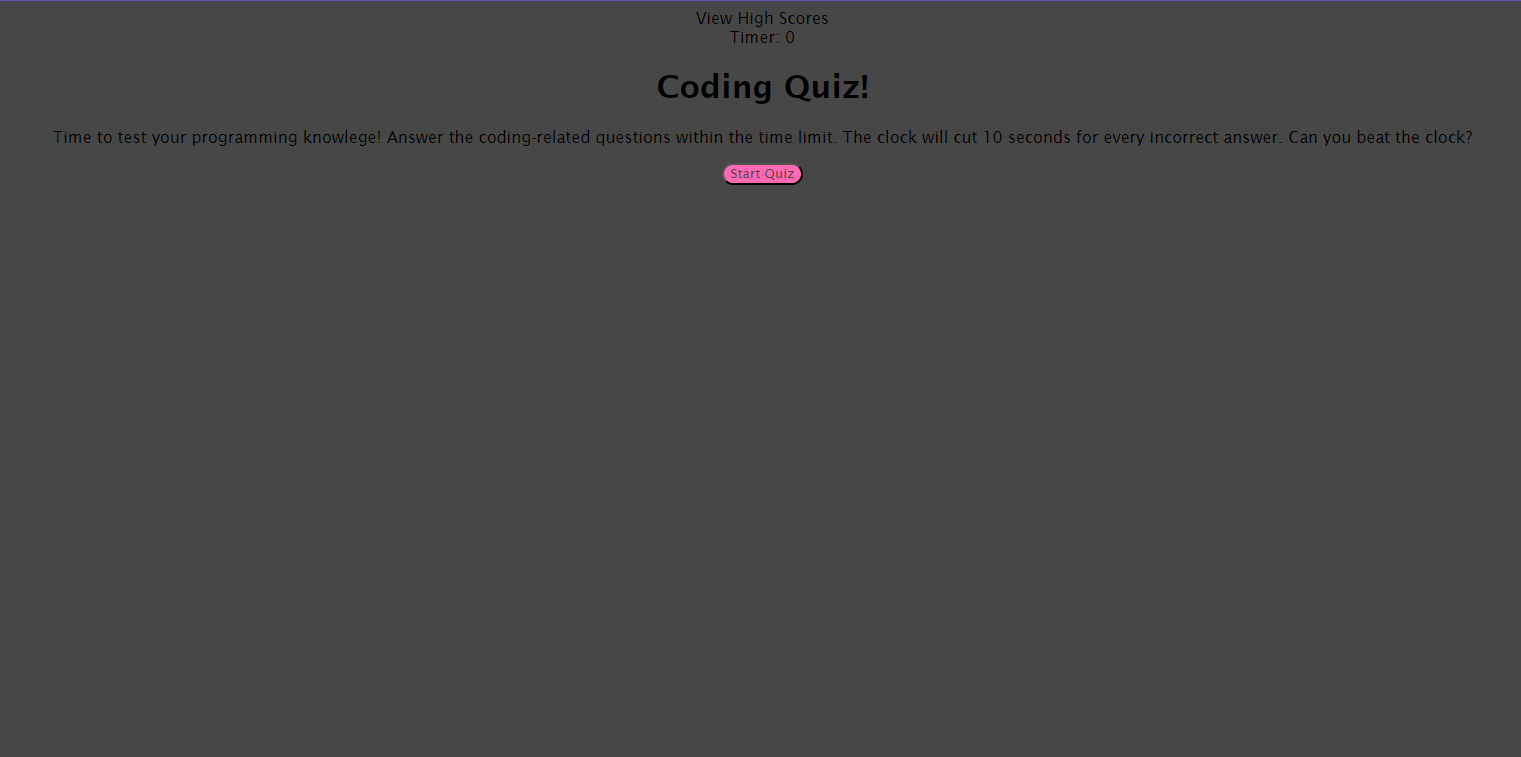 View High Scores
Timer: 0
Coding Quiz!
Time to test your programming knowlege! Answer the coding-related questions within the time limit. The clock will cut 10 seconds for every incorrect answer. Can you beat the clock?
Start Quiz